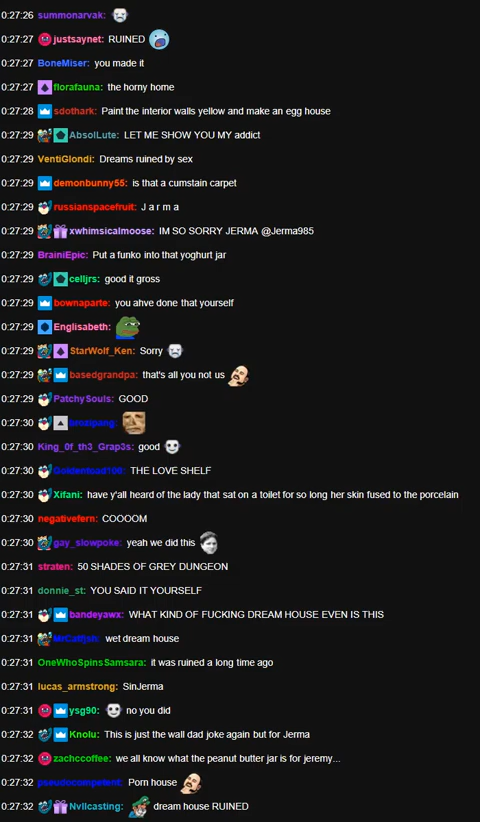 0:27:26 summonarvak:
0:27:27 justsaynet: RUINED
0:27:27 BoneMiser: you made it
0:27:27 florafauna: the horny home
0:27:28 sdothark: Paint the interior walls yellow and make an egg house
0:27:29 AbsolLute: LET ME SHOW YOU MY addict
0:27:29 VentiGlondi: Dreams ruined by sex
0:27:29 demonbunny55: is that a cumstain carpet
0:27:29 russianspacefruit: J a r m a
0:27:29 xwhimsicalmoose: IM SO SORRY JERMA @Jerma985
0:27:29 BrainiEpic: Put a funko into that yoghurt jar
0:27:29 celljrs: good it gross
0:27:29 bownaparte: you ahve done that yourself
0:27:29 Englisabeth:
0:27:29 StarWolf_Ken: Sorry
0:27:29 basedgrandpa: that's all you not us
0:27:29 PatchySouls: GOOD
0:27:30 brozipang:
0:27:30 King_0f_th3_Grap3s: good
0:27:30 Goldentoad100: THE LOVE SHELF
0:27:30 Xifani: have y'all heard of the lady that sat on a toilet for so long her skin fused to the porcelain
0:27:30 negativefern: COOOOM
0:27:30 gay_slowpoke: yeah we did this
0:27:31 straten: 50 SHADES OF GREY DUNGEON
0:27:31 donnie_st: YOU SAID IT YOURSELF
0:27:31 bandeyawx: WHAT KIND OF FUCKING DREAM HOUSE EVEN IS THIS
0:27:31 MrCatfjsh: wet dream house
0:27:31 OneWhoSpinsSamsara: it was ruined a long time ago
0:27:31 lucas_armstrong: SinJerma
0:27:31 ysg90: no you did
0:27:32 Knolu: This is just the wall dad joke again but for Jerma
0:27:32 zachccoffee: we all know what the peanut butter jar is for jeremy...
0:27:32 pseudocompetent: Porn house
0:27:32 Nvllcasting: dream house RUINED